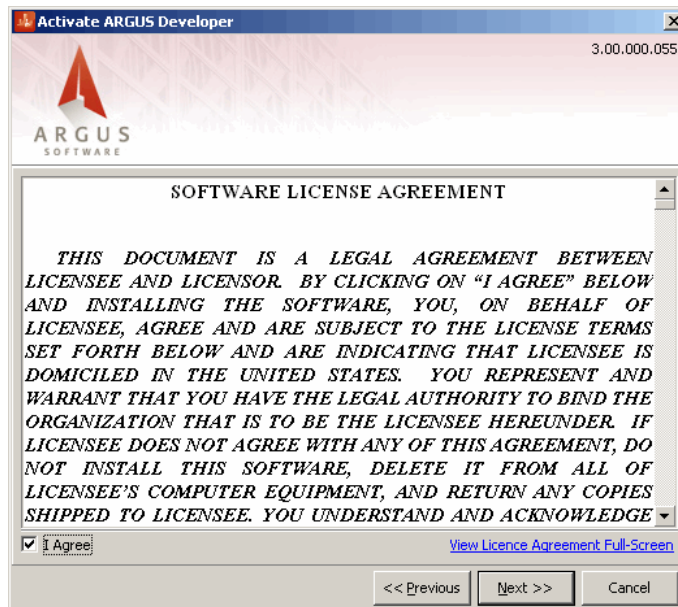 Activate ARGUS Developer
3.00.000.055
ARGUS
SOFTWARE
SOFTWARE LICENSE AGREEMENT
THIS DOCUMENT IS A LEGAL AGREEMENT BETWEEN
LICENSEE AND LICENSOR. BY CLICKING ON “I AGREE” BELOW
AND INSTALLING THE SOFTWARE, YOU, ON BEHALF OF
LICENSEE, AGREE AND ARE SUBJECT TO THE LICENSE TERMS
SET FORTH BELOW AND ARE INDICATING THAT LICENSEE IS
DOMICILED IN THE UNITED STATES. YOU REPRESENT AND
WARRANT THAT YOU HAVE THE LEGAL AUTHORITY TO BIND THE
ORGANIZATION THAT IS TO BE THE LICENSEE HEREUNDER. IF
LICENSEE DOES NOT AGREE WITH ANY OF THIS AGREEMENT, DO
NOT INSTALL THIS SOFTWARE, DELETE IT FROM ALL OF
LICENSEE’S COMPUTER EQUIPMENT, AND RETURN ANY COPIES
SHIPPED TO LICENSEE. YOU UNDERSTAND AND ACKNOWLEDGE
I Agree
View Licence Agreement Full-Screen
<< Previous
Next >>
Cancel